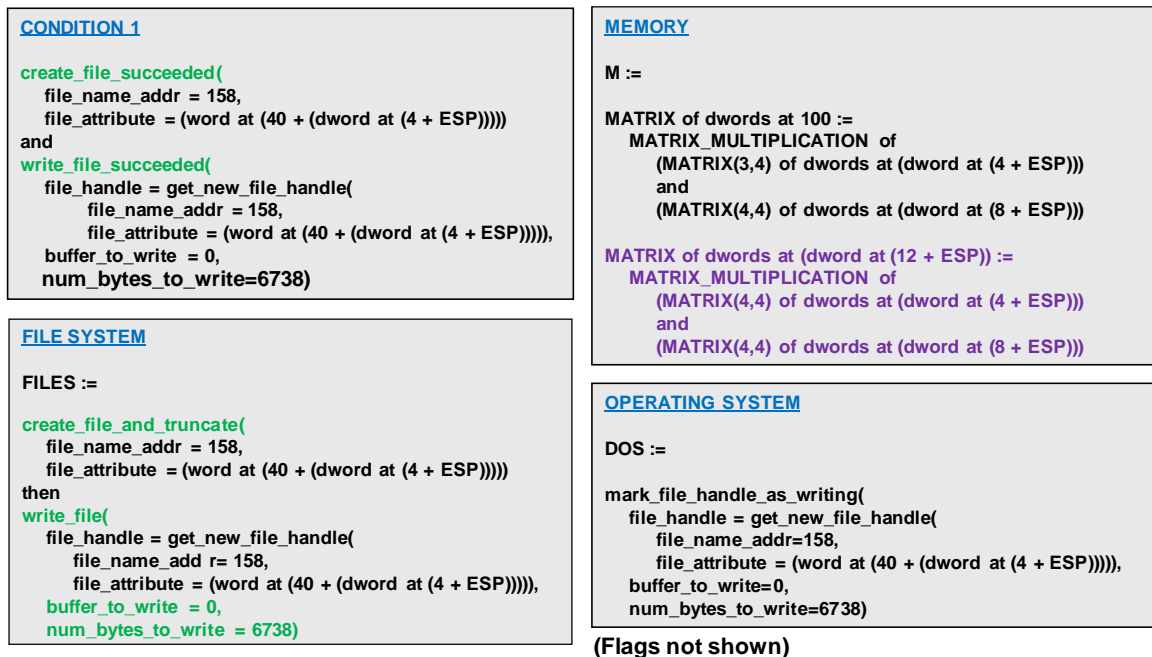 CONDITION 1
create_file_succeeded(
file_name_addr = 158,
file_attribute = (word at (40 + (dword at (4 + ESP)))))
and
write_file_succeeded(
file_handle = get_new_file_handle(
file_name_addr = 158,
file_attribute = (word at (40 + (dword at (4 + ESP))))),
buffer_to_write = 0,
num_bytes_to_write=6738)
FILE SYSTEM
FILES :=
create_file_and_truncate(
file_name_addr = 158,
file_attribute = (word at (40 + (dword at (4 + ESP)))))
then
write_file(
file_handle = get_new_file_handle(
file_name_add r= 158,
file_attribute = (word at (40 + (dword at (4 + ESP))))),
buffer_to_write = 0,
num_bytes_to_write = 6738)
MEMORY
M :=
MATRIX of dwords at 100 :=
MATRIX_MULTIPLICATION of
(MATRIX(3,4) of dwords at (dword at (4 + ESP)))
and
(MATRIX(4,4) of dwords at (dword at (8 + ESP)))
MATRIX of dwords at (dword at (12 + ESP)) :=
MATRIX_MULTIPLICATION of
(MATRIX(4,4) of dwords at (dword at (4 + ESP)))
and
(MATRIX(4,4) of dwords at (dword at (8 + ESP)))
OPERATING SYSTEM
DOS :=
mark_file_handle_as_writing(
file_handle = get_new_file_handle(
file_name_addr=158,
file_attribute = (word at (40 + (dword at (4 + ESP))))),
buffer_to_write=0,
num_bytes_to_write=6738)
(Flags not shown)